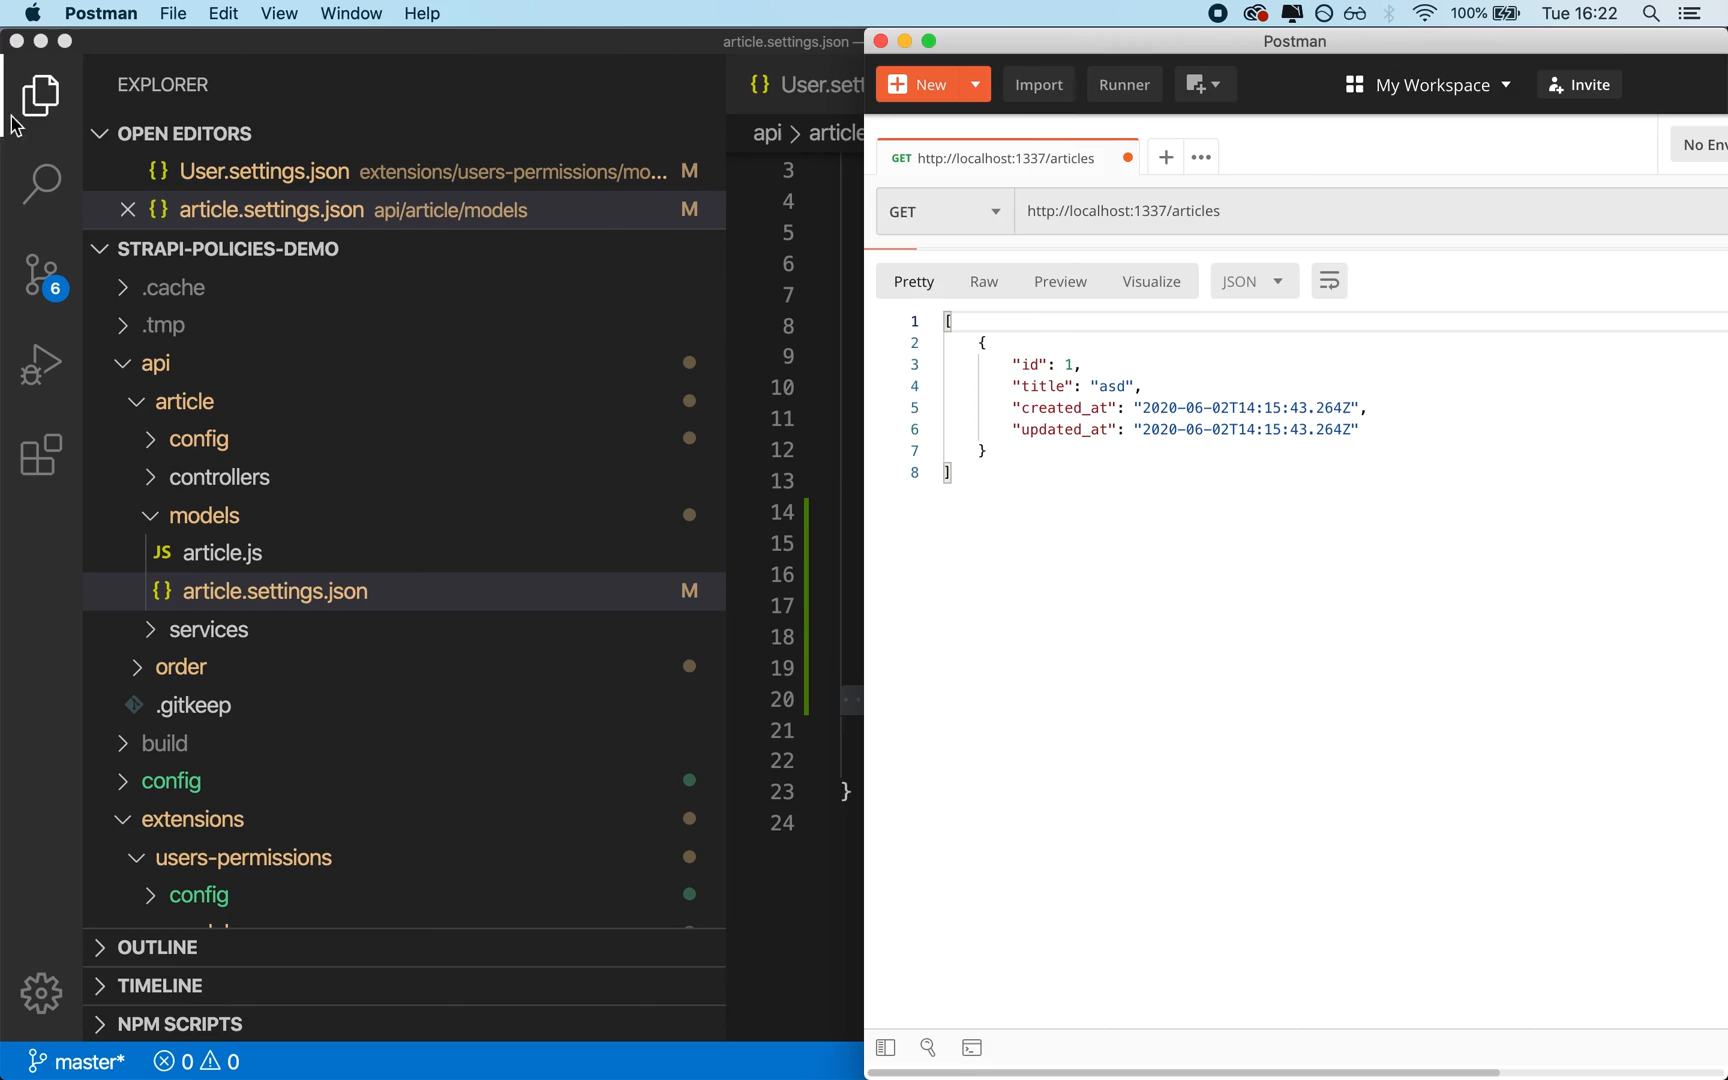 Postman File Edit View Window Help 100% Tue 16:22
article.settings.json —
EXPLORER
OPEN EDITORS
User.settings.json extensions/users-permissions/mo... M
article.settings.json api/article/models M
STRAPI-POLICIES-DEMO
.cache
.tmp
api
article
config
controllers
models
JS article.js
{} article.settings.json M
services
order
.gitkeep
build
config
extensions
users-permissions
config
OUTLINE
TIMELINE
NPM SCRIPTS
6
master* 0 0
{} User.sett
api > article
3
4
5
6
7
8
9
10
11
12
13
14
15
16
17
18
19
20
21
22
23 }
24
Postman
New Import Runner My Workspace Invite
GET http://localhost:1337/articles + ••• No Env
GET http://localhost:1337/articles
Pretty Raw Preview Visualize JSON
1 [
2 {
3 "id": 1,
4 "title": "asd",
5 "created_at": "2020-06-02T14:15:43.264Z",
6 "updated_at": "2020-06-02T14:15:43.264Z"
7 }
8 ]